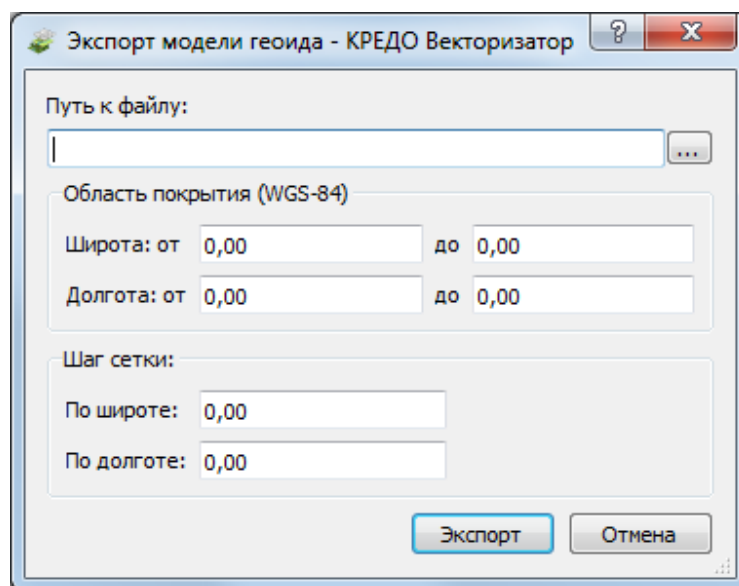 Экспорт модели геоида - КРЕДО Векторизатор
Путь к файлу:
...
Область покрытия (WGS-84)
Широта: от 0,00 до 0,00
Долгота: от 0,00 до 0,00
Шаг сетки:
По широте: 0,00
По долготе: 0,00
Экспорт Отмена